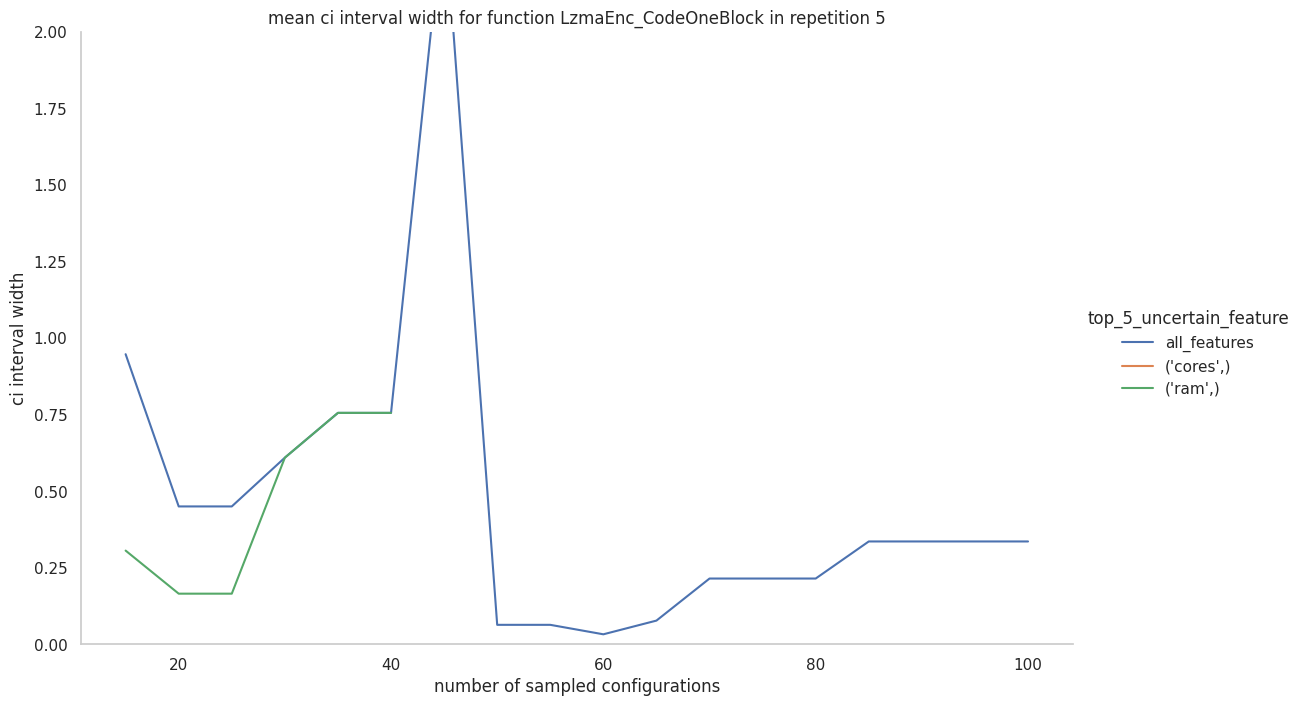 mean ci interval width for function LzmaEnc_CodeOneBlock in repetition 5
2.00
1.75
1.50
1.25
1.00
0.75
0.50
0.25
0.00
ci interval width
20 40 60 80 100
number of sampled configurations
top_5_uncertain_feature
all_features
('cores',)
('ram',)